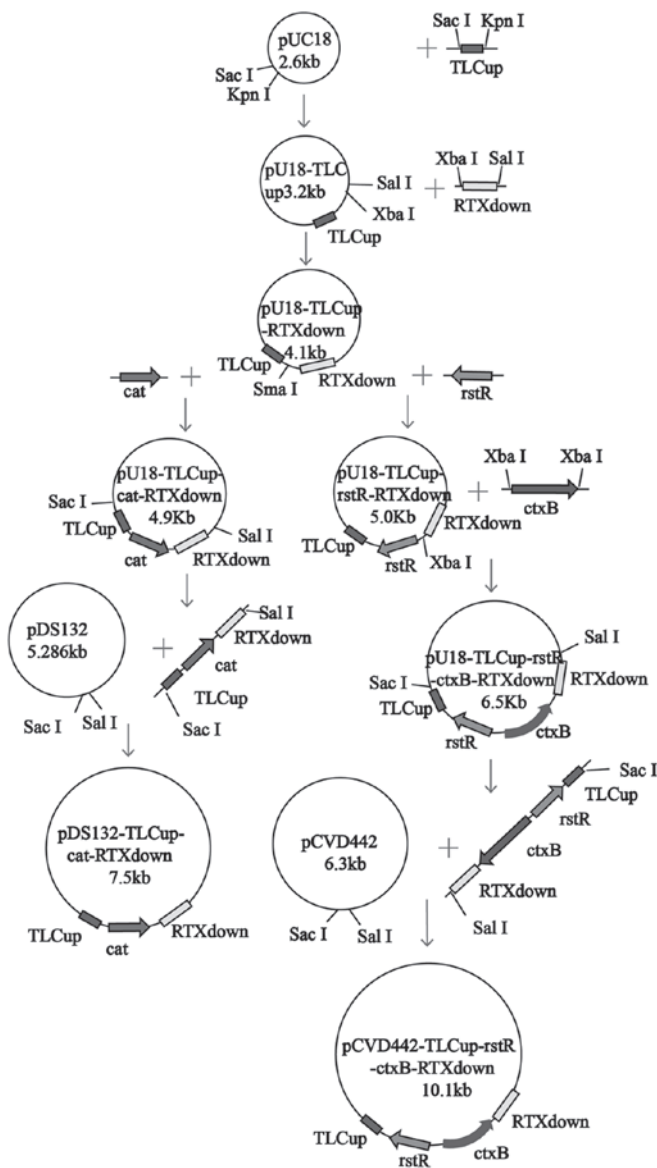 pUC18
2.6kb
Sac I
Kpn I
+
Sac I Kpn I
TLCup
pU18-TLC
up3.2kb
Sal I
Xba I
TLCup
+
Xba I Sal I
RTXdown
pU18-TLCup
-RTXdown
4.1kb
TLCup
Sma I
RTXdown
cat
+
+
rstR
pU18-TLCup-
cat-RTXdown
4.9Kb
Sac I
TLCup
cat
RTXdown
Sal I
pU18-TLCup-
rstR-RTXdown
5.0Kb
RTXdown
TLCup
rstR
Xba I
+
Xba I Xba I
ctxB
pDS132
5.286kb
Sac I
Sal I
+
Sal I
RTXdown
cat
TLCup
Sac I
pU18-TLCup-rstR
-ctxB-RTXdown
6.5Kb
Sal I
RTXdown
Sac I
TLCup
rstR
ctxB
pDS132-TLCup-
cat-RTXdown
7.5kb
TLCup
cat
RTXdown
pCVD442
6.3kb
Sac I
Sal I
+
Sac I
TLCup
rstR
ctxB
RTXdown
Sal I
pCVD442-TLCup-rstR
-ctxB-RTXdown
10.1kb
TLCup
rstR
ctxB
RTXdown